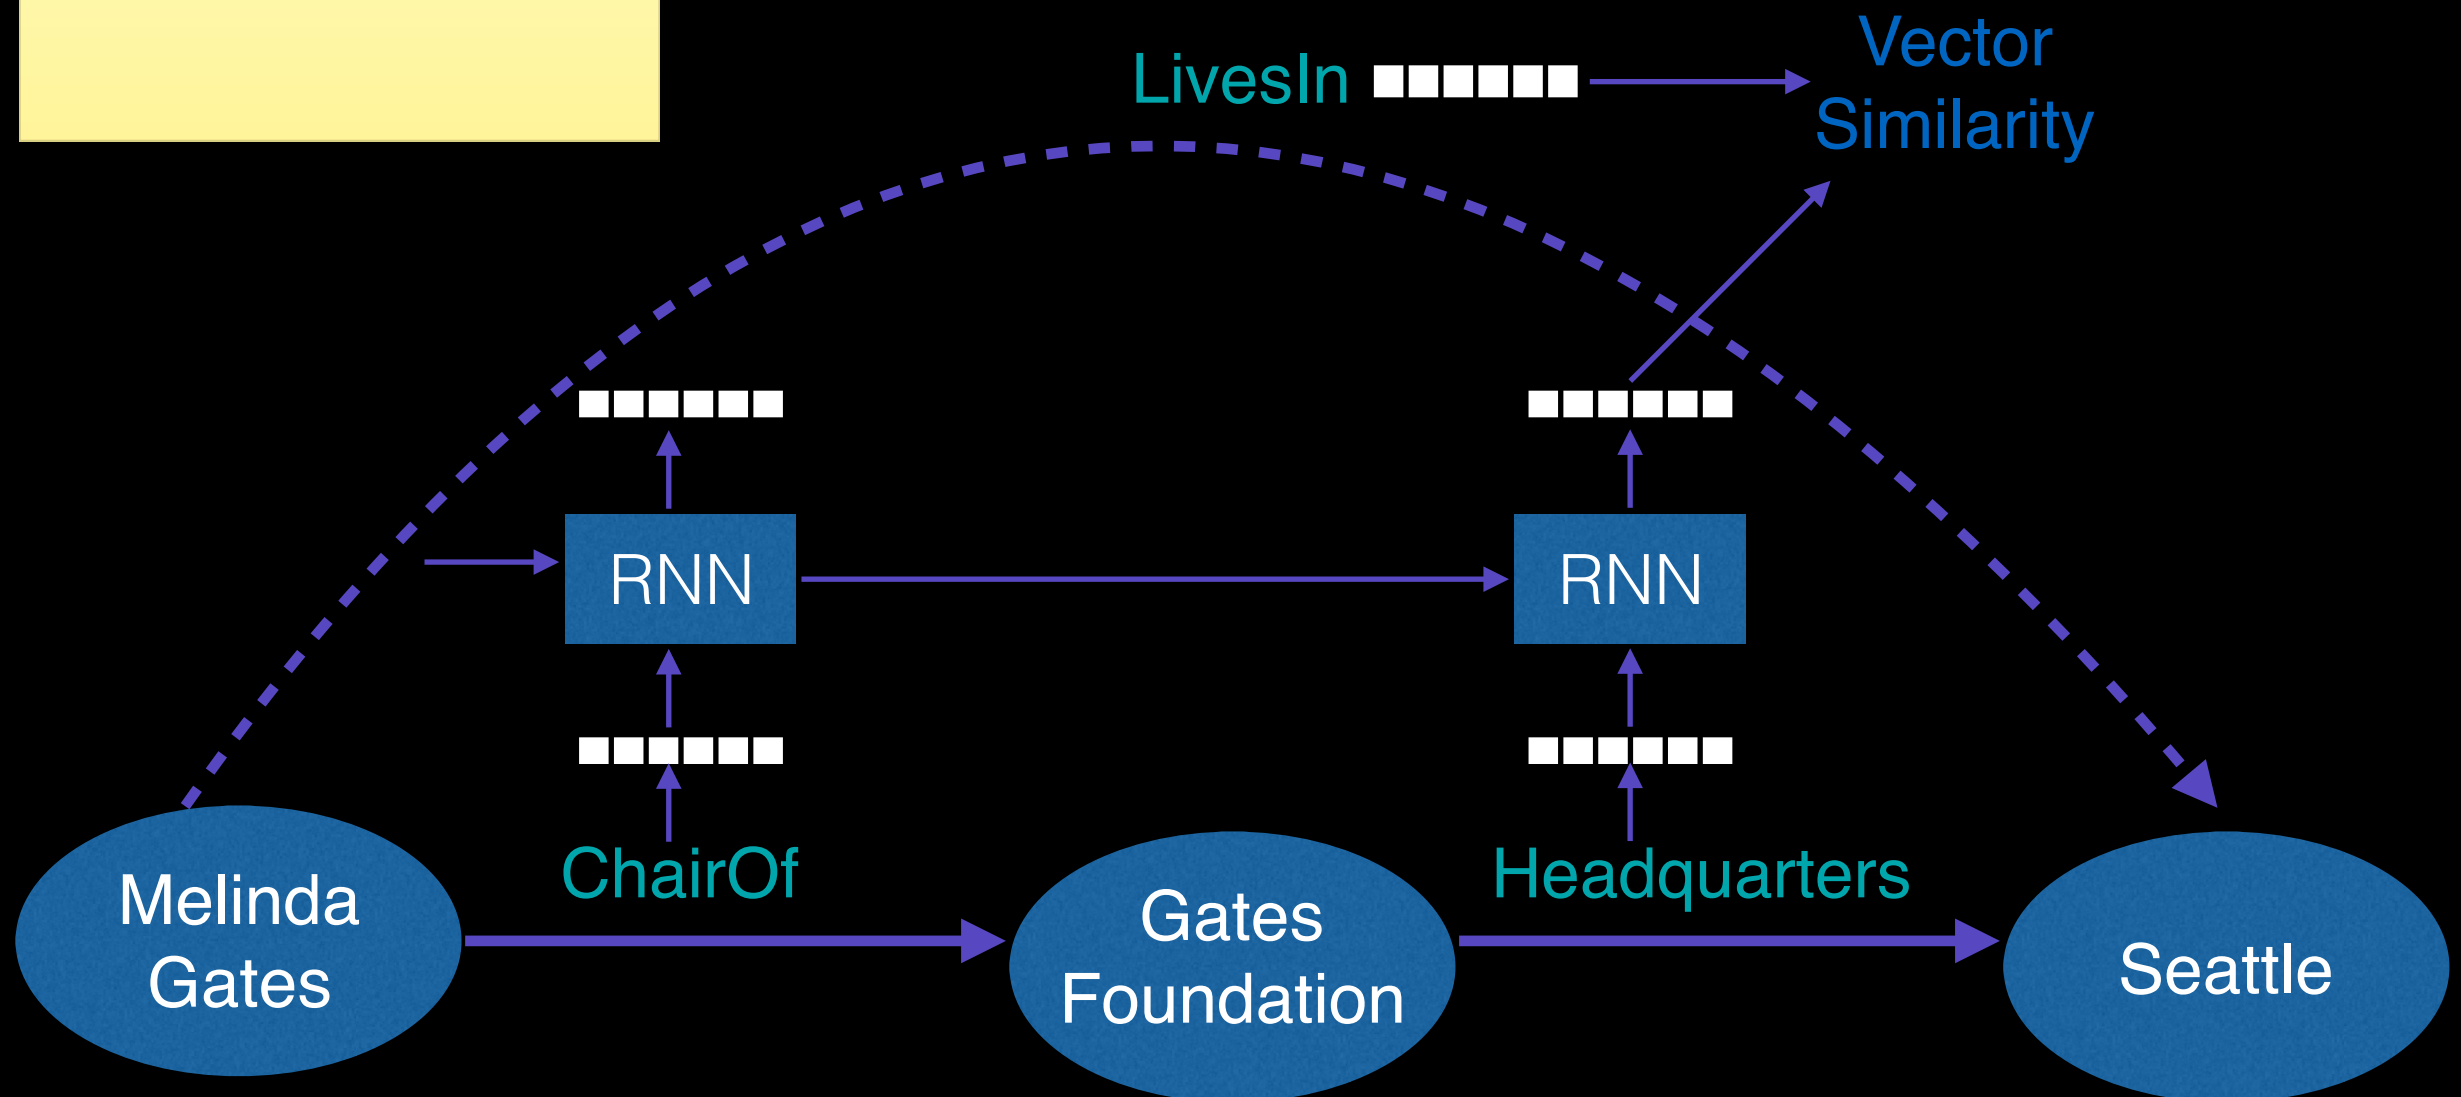 LivesIn
Vector
Similarity
RNN
RNN
ChairOf
Headquarters
Melinda
Gates
Gates
Foundation
Seattle